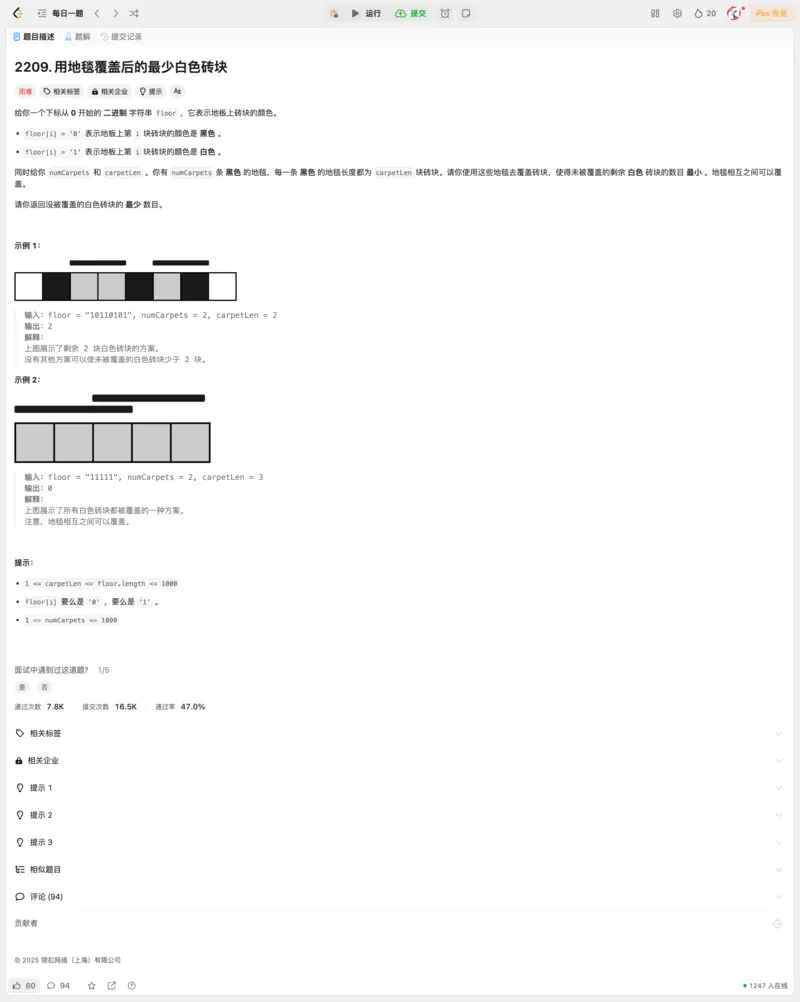 每日一题
运行
提交
20
Plus 会员
题目描述
题解
提交记录
2209. 用地毯覆盖后的最少白色砖块
困难
相关标签
相关企业
提示
Az
给你一个下标从 0 开始的 二进制 字符串 floor ，它表示地板上砖块的颜色。
• floor[i] = '0' 表示地板上第 i 块砖块的颜色是 黑色 。
• floor[i] = '1' 表示地板上第 i 块砖块的颜色是 白色 。
同时给你 numCarpets 和 carpetLen 。你有 numCarpets 条 黑色 的地毯，每一条 黑色 的地毯长度都为 carpetLen 块砖块。请你使用这些地毯去覆盖砖块，使得未被覆盖的剩余 白色 砖块的数目 最小 。地毯相互之间可以覆
盖。
请你返回没被覆盖的白色砖块的 最少 数目。
示例 1：
输入：floor = "10110101", numCarpets = 2, carpetLen = 2
输出：2
解释：
上图展示了剩余 2 块白色砖块的方案。
没有其他方案可以使未被覆盖的白色砖块少于 2 块。
示例 2：
输入：floor = "11111", numCarpets = 2, carpetLen = 3
输出：0
解释：
上图展示了所有白色砖块都被覆盖的一种方案。
注意，地毯相互之间可以覆盖。
提示：
• 1 <= carpetLen <= floor.length <= 1000
• floor[i] 要么是 '0' ，要么是 '1' 。
• 1 <= numCarpets <= 1000
面试中遇到过这道题? 1/5
是
否
通过次数 7.8K
提交次数 16.5K
通过率 47.0%
相关标签
相关企业
提示 1
提示 2
提示 3
相似题目
评论 (94)
贡献者
© 2025 领扣网络（上海）有限公司
60
94
1247 人在线